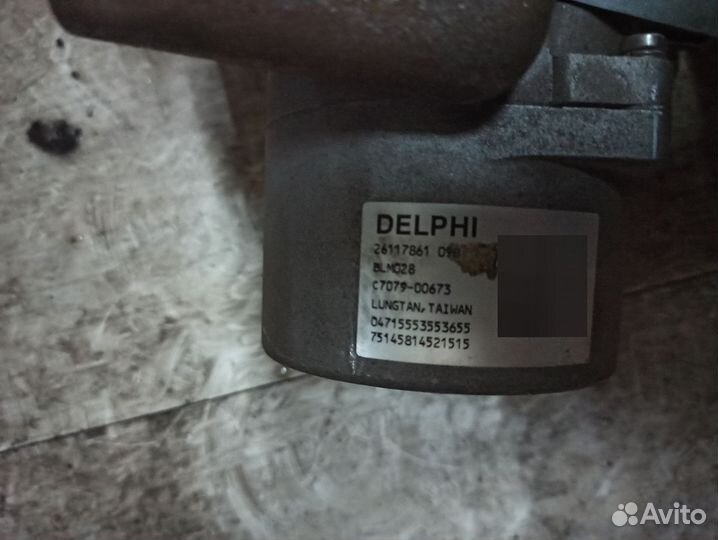 DELPHI
26117861
BLM028
C7079-00673
LUNGTAN, TAIWAN
04715553553655
75145814521515
Avito